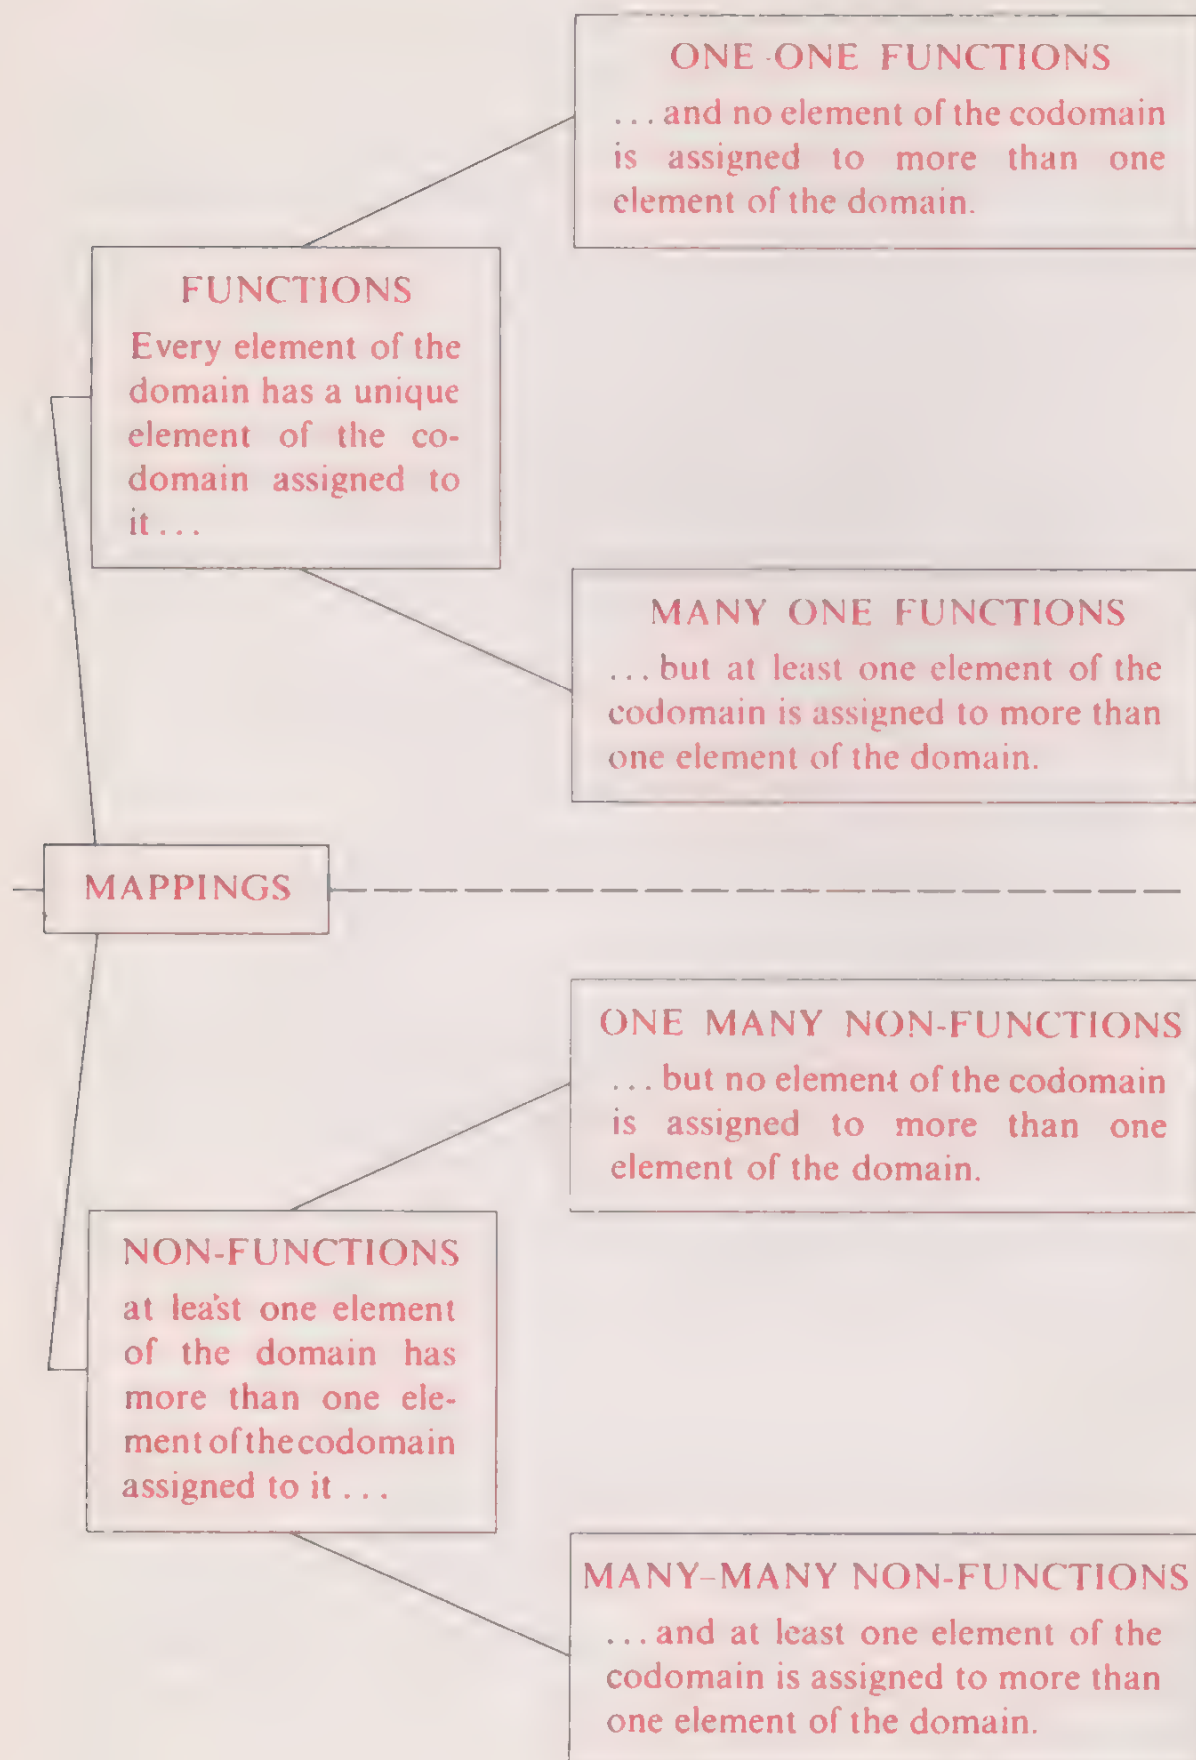 ONE-ONE FUNCTIONS
...and no element of the codomain
is assigned to more than one
element of the domain.
FUNCTIONS
Every element of the
domain has a unique
element of the co-
domain assigned to
it...
MANY ONE FUNCTIONS
...but at least one element of the
codomain is assigned to more than
one element of the domain.
MAPPINGS
ONE MANY NON-FUNCTIONS
...but no element of the codomain
is assigned to more than one
element of the domain.
NON-FUNCTIONS
at least one element
of the domain has
more than one ele-
ment of the codomain
assigned to it...
MANY-MANY NON-FUNCTIONS
...and at least one element of the
codomain is assigned to more than
one element of the domain.